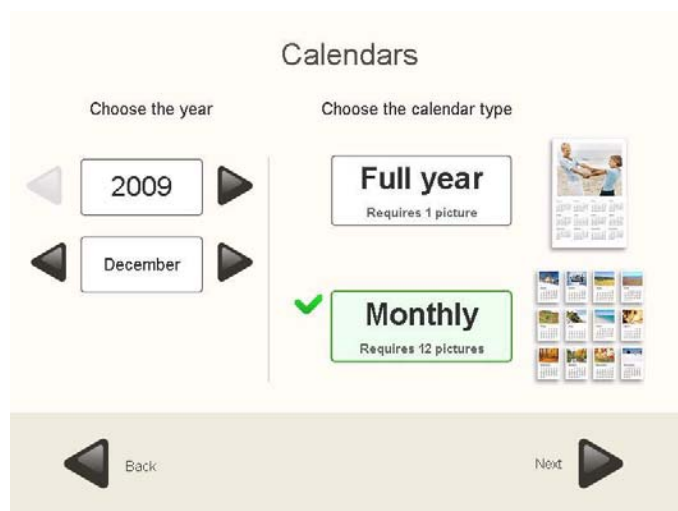 Calendars
Choose the year
Choose the calendar type
2009
December
Full year
Requires 1 picture
Monthly
Requires 12 pictures
Back
Next